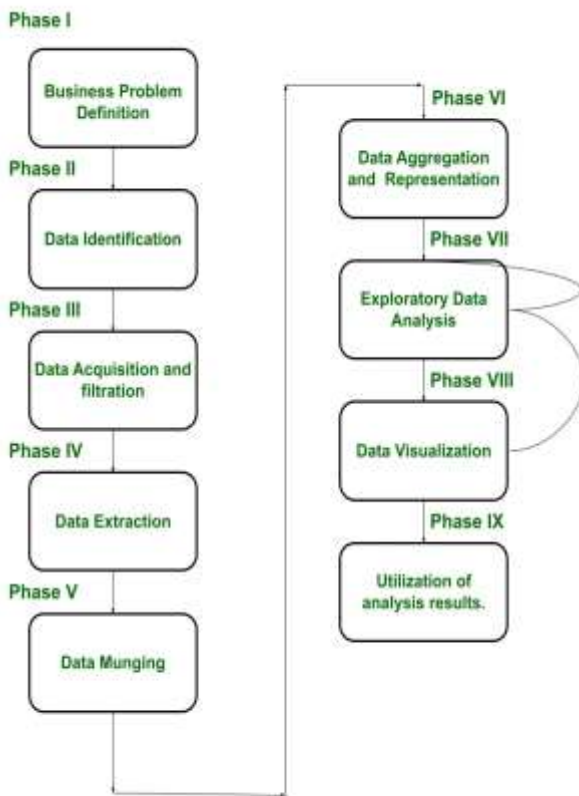 Phase I
Business Problem
Definition
Phase II
Data Identification
Phase III
Data Acquisition and
filtration
Phase IV
Data Extraction
Phase V
Data Munging
Phase VI
Data Aggregation
and Representation
Phase VII
Exploratory Data
Analysis
Phase VIII
Data Visualization
Phase IX
Utilization of
analysis results.